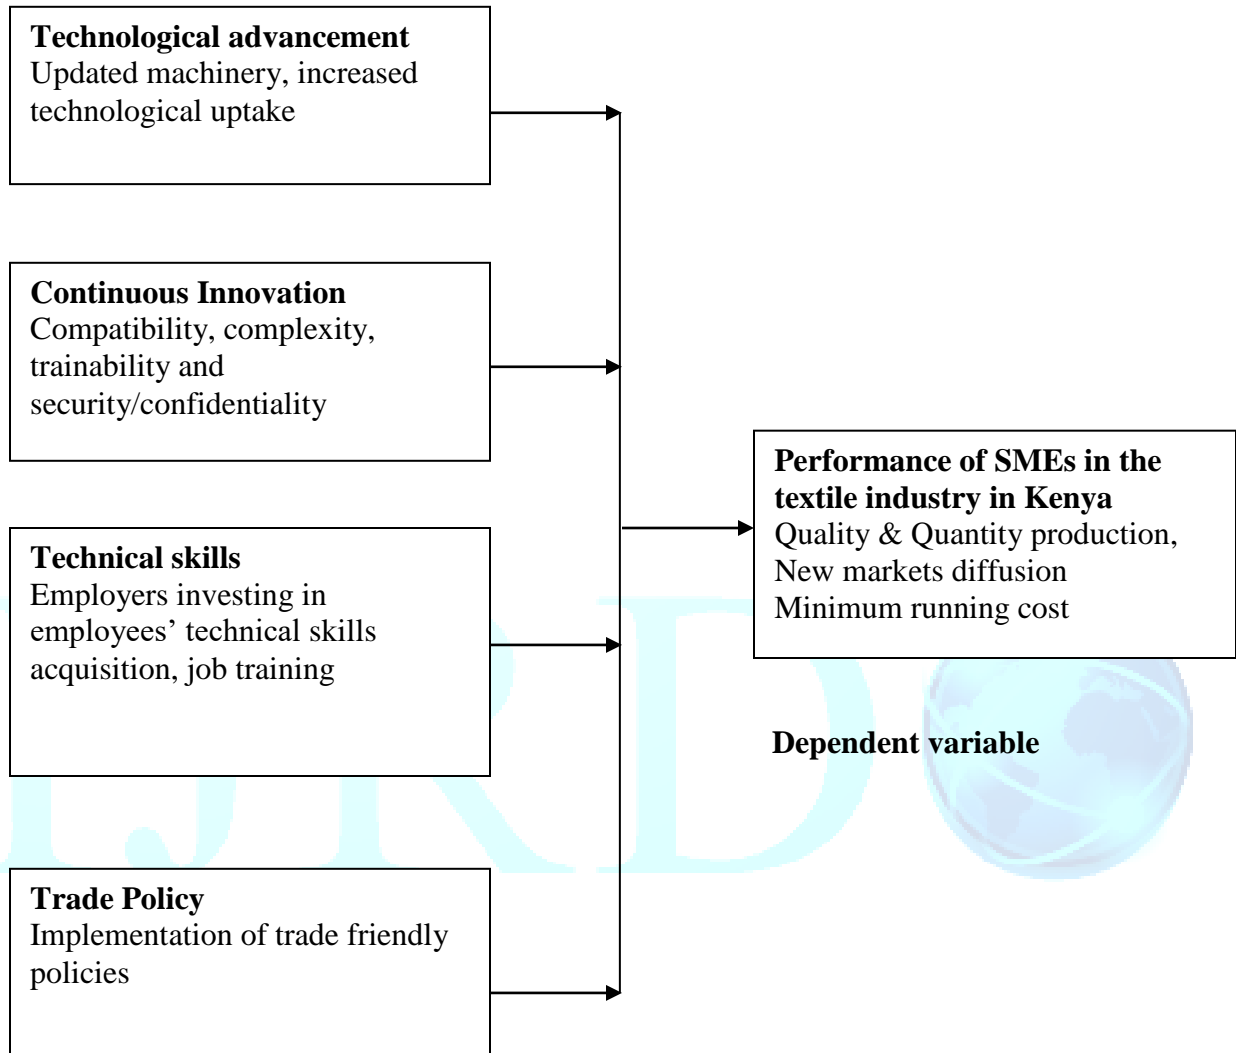 Technological advancement
Updated machinery, increased
technological uptake
Continuous Innovation
Compatibility, complexity,
trainability and
security/confidentiality
Technical skills
Employers investing in
employees’ technical skills
acquisition, job training
Trade Policy
Implementation of trade friendly
policies
Performance of SMEs in the
textile industry in Kenya
Quality & Quantity production,
New markets diffusion
Minimum running cost
Dependent variable
IJRD